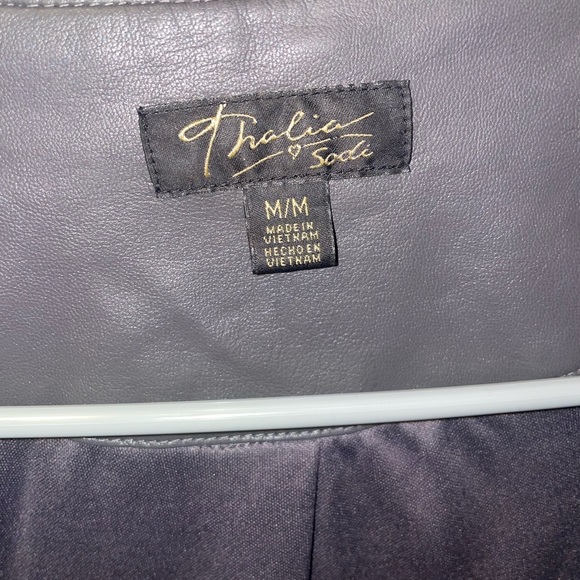 Thalia
Sodi
M/M
MADE IN
VIETNAM
HECHO EN
VIETNAM